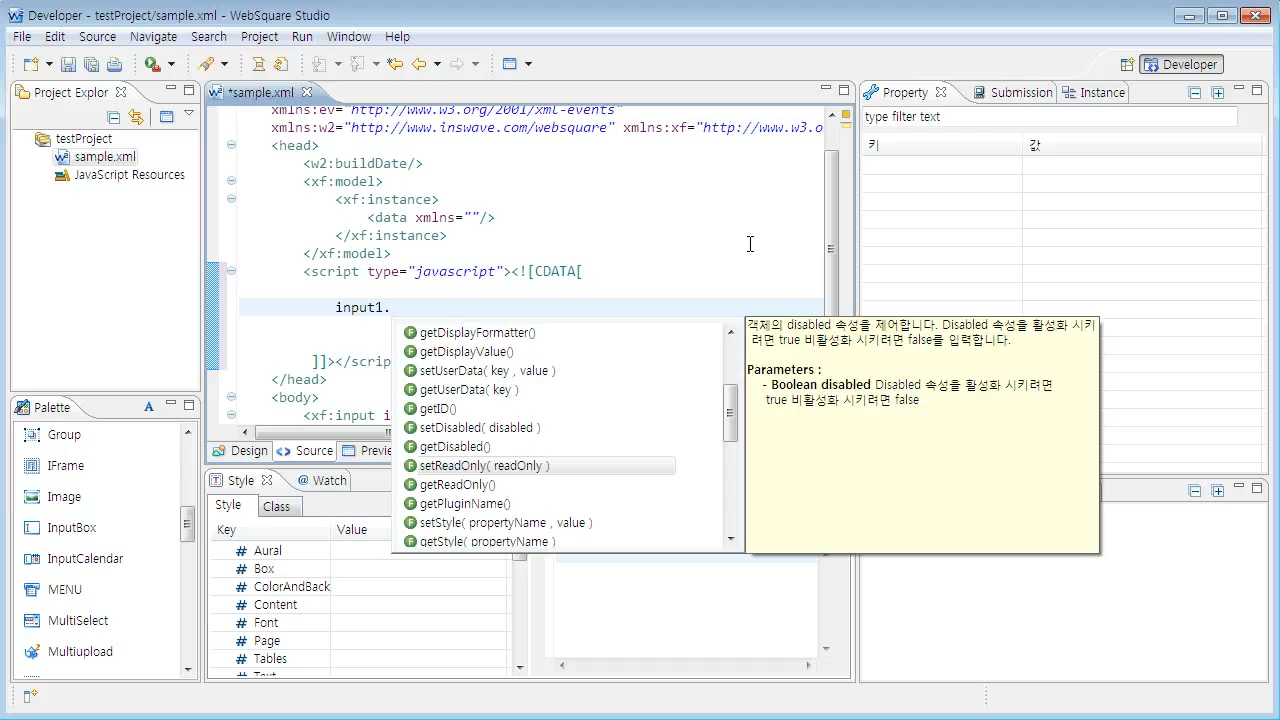 Developer - testProject/sample.xml - WebSquare Studio
File Edit Source Navigate Search Project Run Window Help
Developer
Project Explor
testProject
sample.xml
JavaScript Resources
*sample.xml
xmlns:ev="http://www.w3.org/2001/xml-events"
xmlns:w2="http://www.inswave.com/websquare" xmlns:xf="http://www.w3.o
<head>
<w2:buildDate/>
<xf:model>
<xf:instance>
<data xmlns=""/>
</xf:instance>
</xf:model>
<script type="javascript"><![CDATA[
input1.
]]></scrip
</head>
<body>
<xf:input i
Design Source Previe
getDisplayFormatter()
getDisplayValue()
setUserData( key , value )
getUserData( key )
getID()
setDisabled( disabled )
getDisabled()
setReadOnly( readOnly )
getReadOnly()
getPluginName()
setStyle( propertyName , value )
getStyle( propertyName )
객체의 disabled 속성을 제어합니다. Disabled 속성을 활성화 시키
려면 true 비활성화 시키려면 false를 입력합니다.
Parameters :
- Boolean disabled Disabled 속성을 활성화 시키려면
true 비활성화 시키려면 false
Property Submission Instance
type filter text
키 값
Palette A
Group
IFrame
Image
InputBox
InputCalendar
MENU
MultiSelect
Multiupload
Style Watch
Style Class
Key Value
Aural
Box
ColorAndBack
Content
Font
Page
Tables